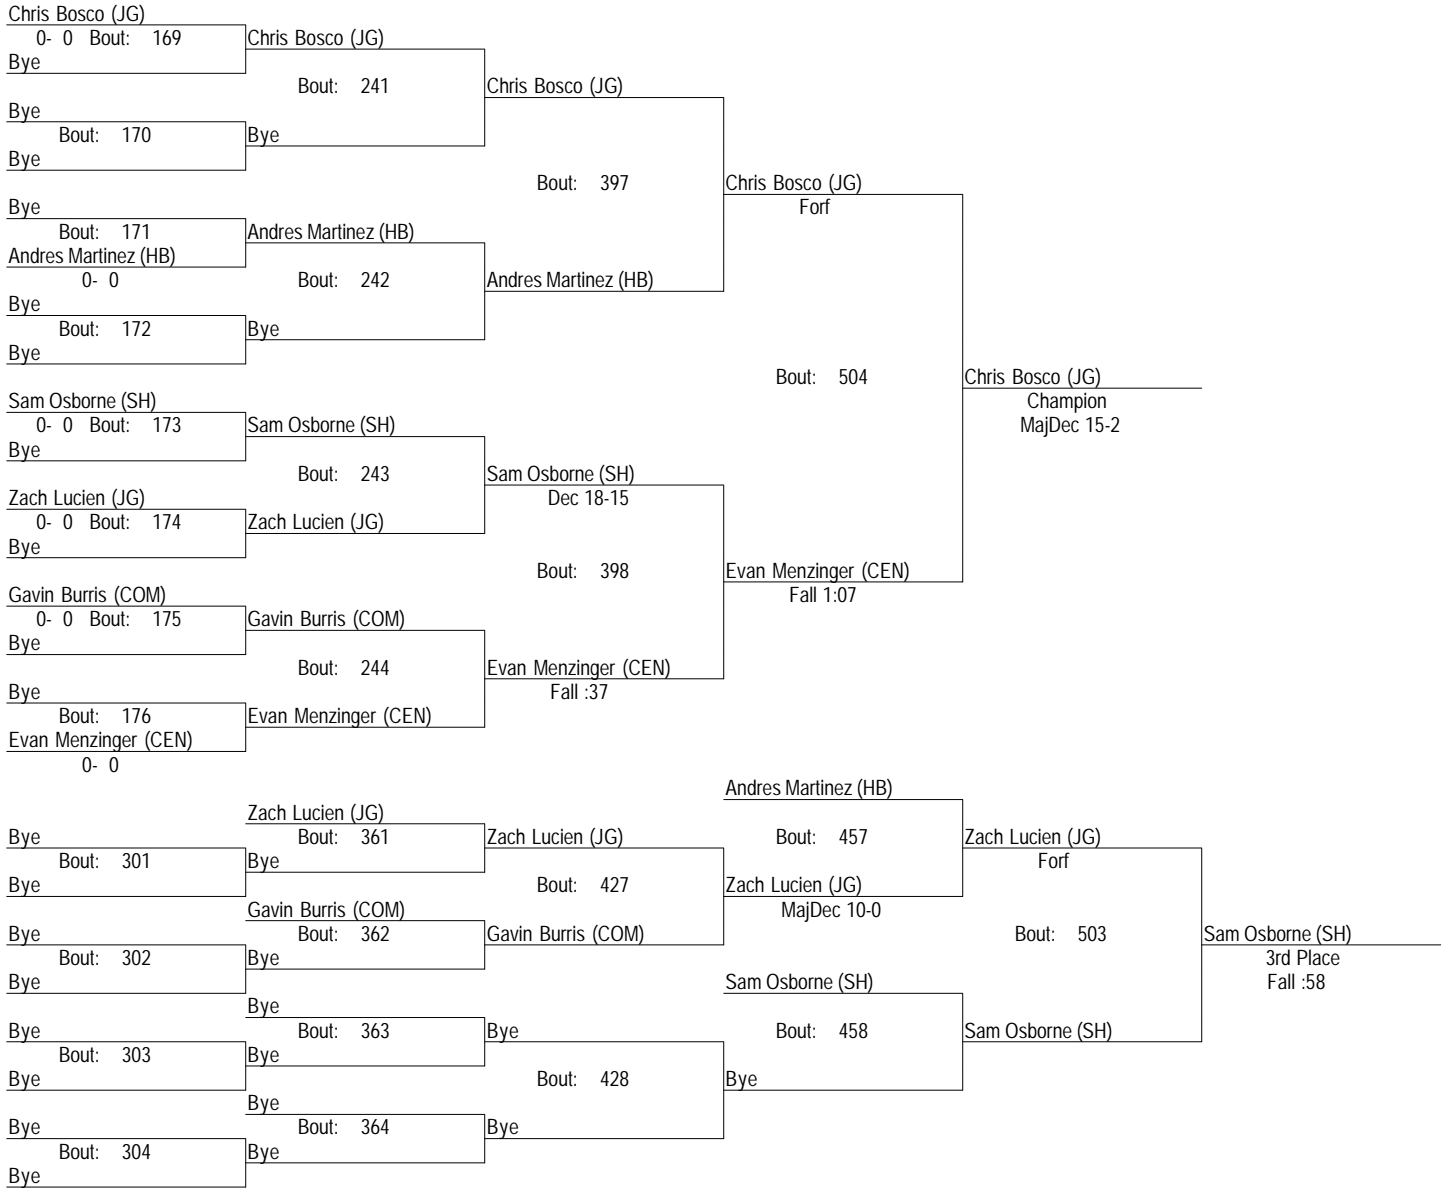 Chris Bosco (JG)
0- 0 Bout: 169
Bye
Bye
Bout: 170
Bye
Bye
Bout: 171
Andres Martinez (HB)
0- 0
Bye
Bout: 172
Bye
Sam Osborne (SH)
0- 0 Bout: 173
Bye
Zach Lucien (JG)
0- 0 Bout: 174
Bye
Gavin Burris (COM)
0- 0 Bout: 175
Bye
Bye
Bout: 176
Evan Menzinger (CEN)
0- 0
Chris Bosco (JG)
Bout: 241
Bye
Andres Martinez (HB)
Bout: 242
Bye
Sam Osborne (SH)
Bout: 243
Zach Lucien (JG)
Gavin Burris (COM)
Bout: 244
Evan Menzinger (CEN)
Chris Bosco (JG)
Bout: 397
Andres Martinez (HB)
Sam Osborne (SH)
Dec 18-15
Bout: 398
Evan Menzinger (CEN)
Fall :37
Chris Bosco (JG)
Forf
Bout: 504
Evan Menzinger (CEN)
Fall 1:07
Chris Bosco (JG)
Champion
MajDec 15-2
Bye
Bout: 301
Bye
Bye
Bout: 302
Bye
Bye
Bout: 303
Bye
Bye
Bout: 304
Bye
Zach Lucien (JG)
Bout: 361
Bye
Gavin Burris (COM)
Bout: 362
Bye
Bye
Bout: 363
Bye
Bye
Bout: 364
Bye
Zach Lucien (JG)
Bout: 427
Gavin Burris (COM)
Bye
Bout: 428
Bye
Andres Martinez (HB)
Bout: 457
Zach Lucien (JG)
MajDec 10-0
Sam Osborne (SH)
Bout: 458
Bye
Zach Lucien (JG)
Forf
Bout: 503
Sam Osborne (SH)
Sam Osborne (SH)
3rd Place
Fall :58